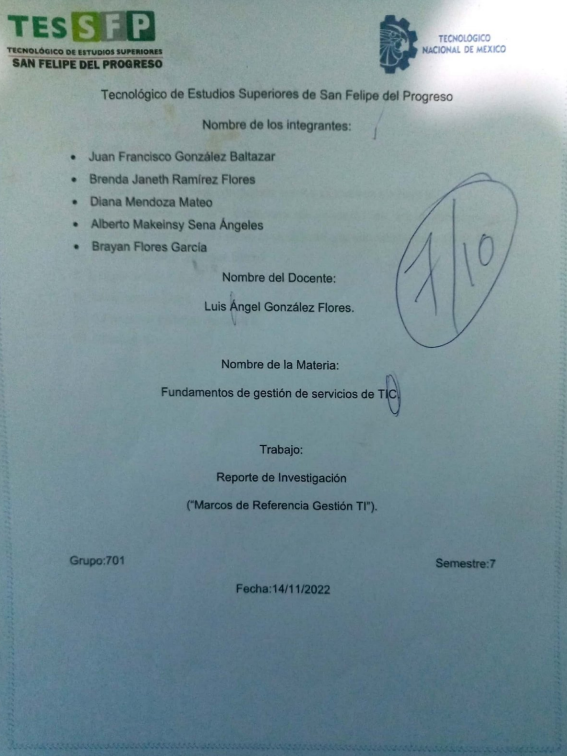 TESSFP
TECNOLÓGICO DE ESTUDIOS SUPERIORES
SAN FELIPE DEL PROGRESO
TECNOLÓGICO
NACIONAL DE MÉXICO
Tecnológico de Estudios Superiores de San Felipe del Progreso
Nombre de los integrantes:
• Juan Francisco González Baltazar
• Brenda Janeth Ramírez Flores
• Diana Mendoza Mateo
• Alberto Makeinsy Sena Ángeles
• Brayan Flores Garcia
7/10
Nombre del Docente:
Luis Ángel González Flores.
Nombre de la Materia:
Fundamentos de gestión de servicios de TIC.
Trabajo:
Reporte de Investigación
("Marcos de Referencia Gestión TI").
Grupo:701
Semestre:7
Fecha:14/11/2022